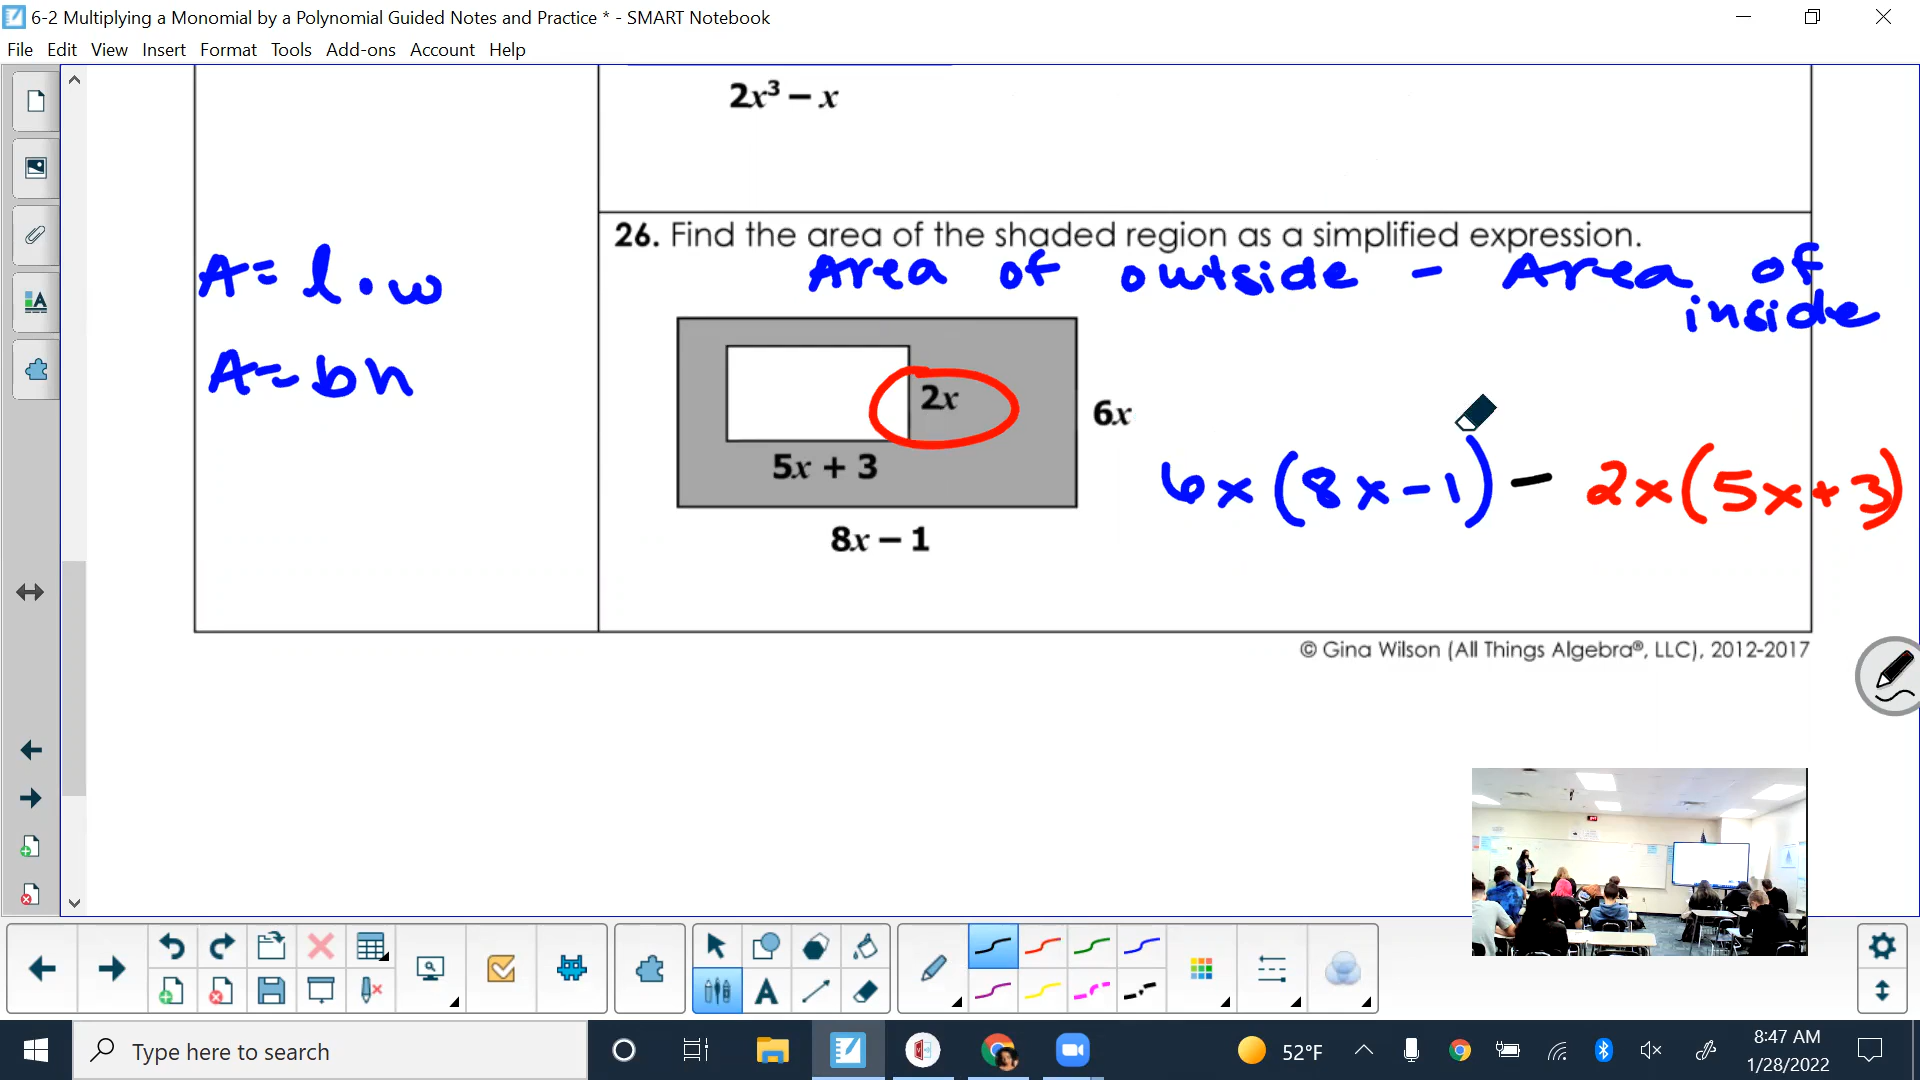 6-2 Multiplying a Monomial by a Polynomial Guided Notes and Practice * - SMART Notebook
File Edit View Insert Format Tools Add-ons Account Help
2x³ – x
26. Find the area of the shaded region as a simplified expression.
Area of outside - Area of
inside
A = l · w
A = bh
2x
6x
5x + 3
8x – 1
6x (8x - 1) - 2x (5x + 3)
© Gina Wilson (All Things Algebra®, LLC), 2012-2017
Type here to search
52°F
8:47 AM
1/28/2022